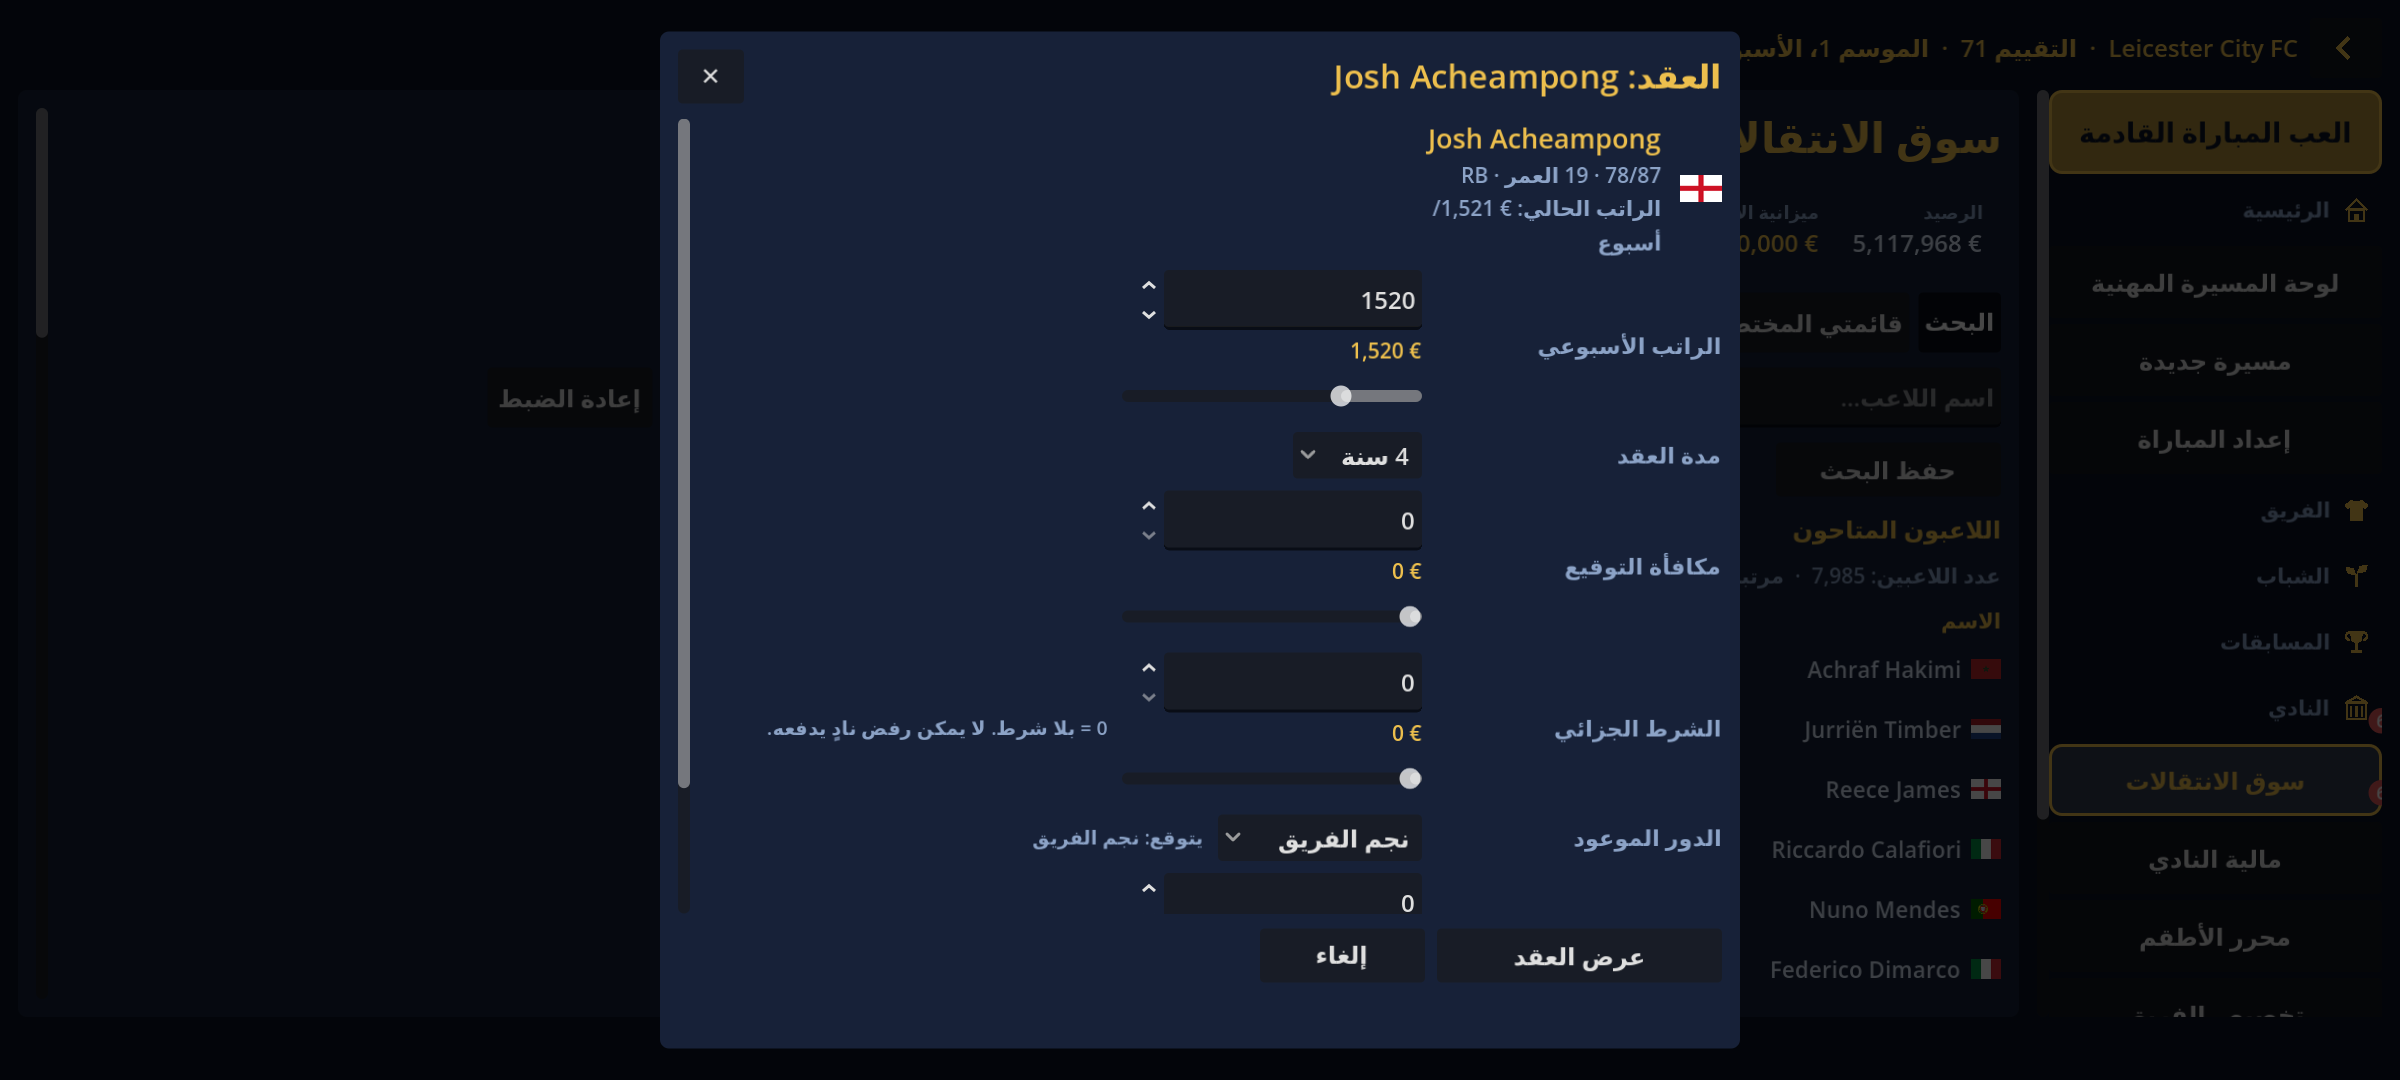 Leicester City FC · التقييم 71 · الموسم 1،
العب المباراة القادمة
الرئيسية
لوحة المسيرة المهنية
مسيرة جديدة
إعداد المباراة
الفريق
الشباب
المسابقات
النادي
سوق الانتقالات
مالية النادي
محرر الأطقم
سوق
الرصيد
ميزانية
5,117,968 €
0,000 €
البحث
قائمتي
اسم اللاعب...
حفظ البحث
اللاعبون المتاحون
عدد اللاعبين: 7,985 ·
الاسم
Achraf Hakimi
Jurriën Timber
Reece James
Riccardo Calafiori
Nuno Mendes
Federico Dimarco
إعادة الضبط
العقد: Josh Acheampong
×
Josh Acheampong
78/87 · 19 العمر · RB
الراتب الحالي: € 1,521/
أسبوع
الراتب الأسبوعي
1520
1,520 €
مدة العقد
4 سنة
مكافأة التوقيع
0
0 €
الشرط الجزائي
0
0 €
0 = بلا شرط. لا يمكن رفض نادٍ يدفعه.
الدور الموعود
نجم الفريق
يتوقع: نجم الفريق
0
عرض العقد
إلغاء